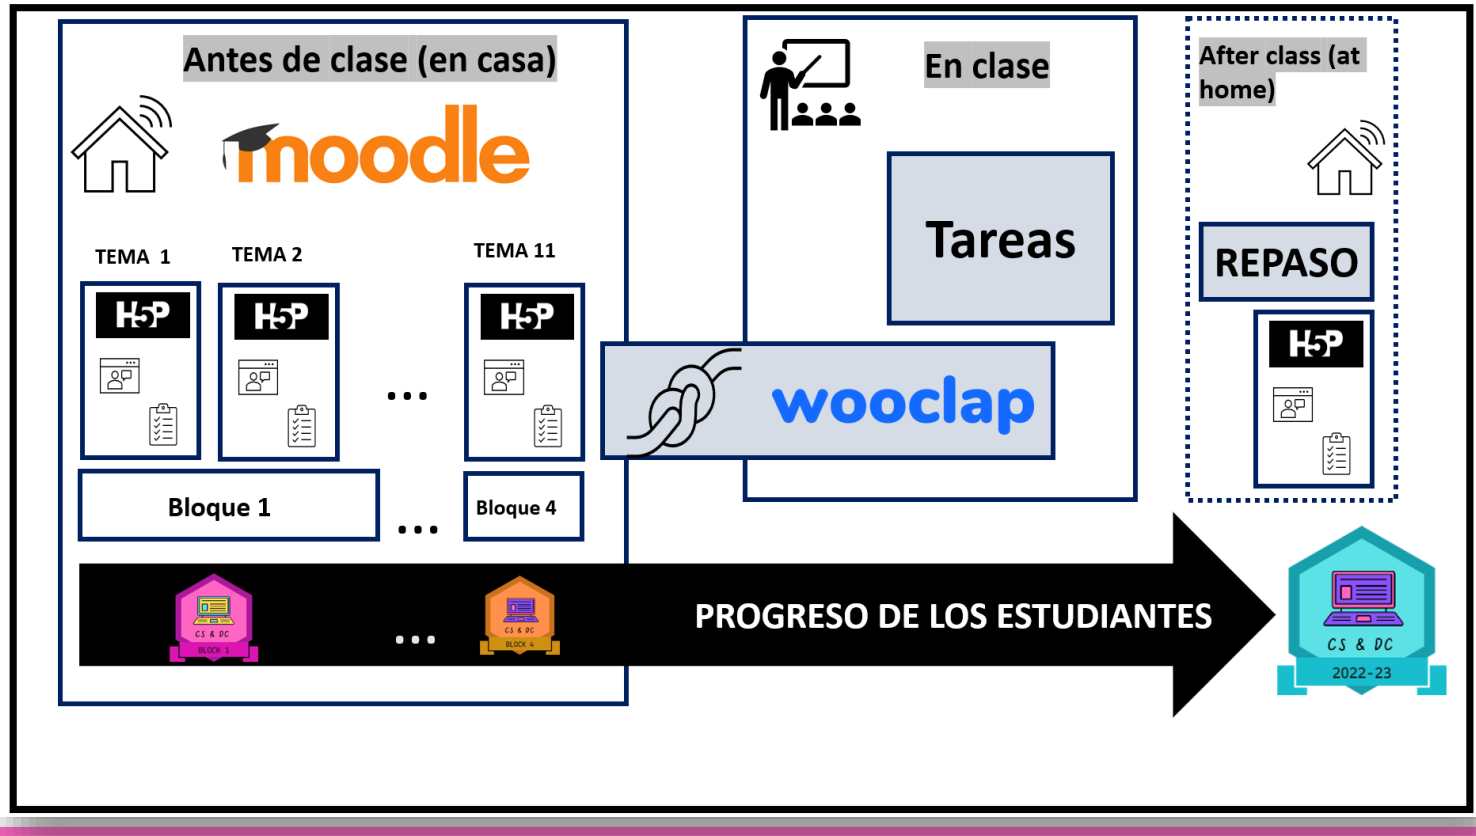 Antes de clase (en casa)
moodle
TEMA 1
TEMA 2
TEMA 11
H5P
H5P
H5P
...
Bloque 1
...
Bloque 4
En clase
Tareas
wooclap
After class (at
home)
REPASO
H5P
CS & DC
BLOCK 1
...
CS & DC
BLOCK 4
PROGRESO DE LOS ESTUDIANTES
CS & DC
2022-23